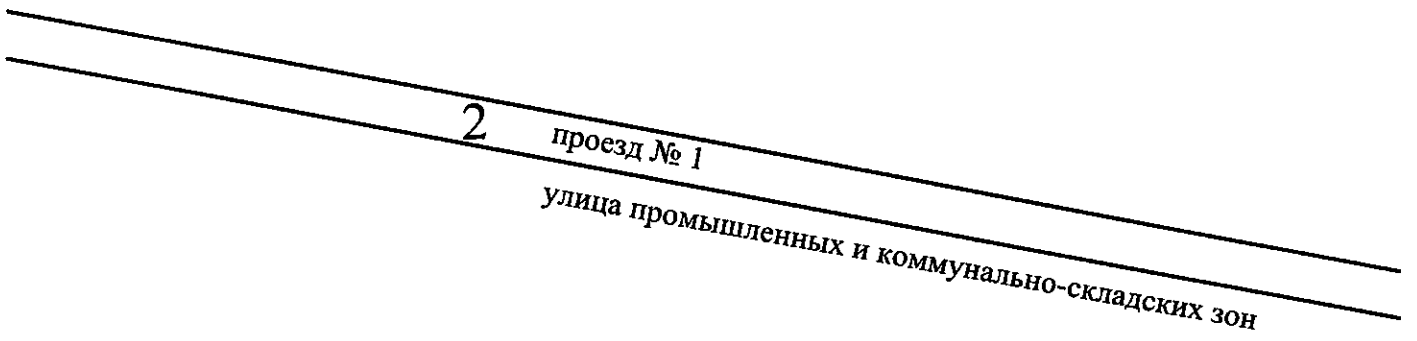 2 проезд № 1
улица промышленных и коммунально-складских зон